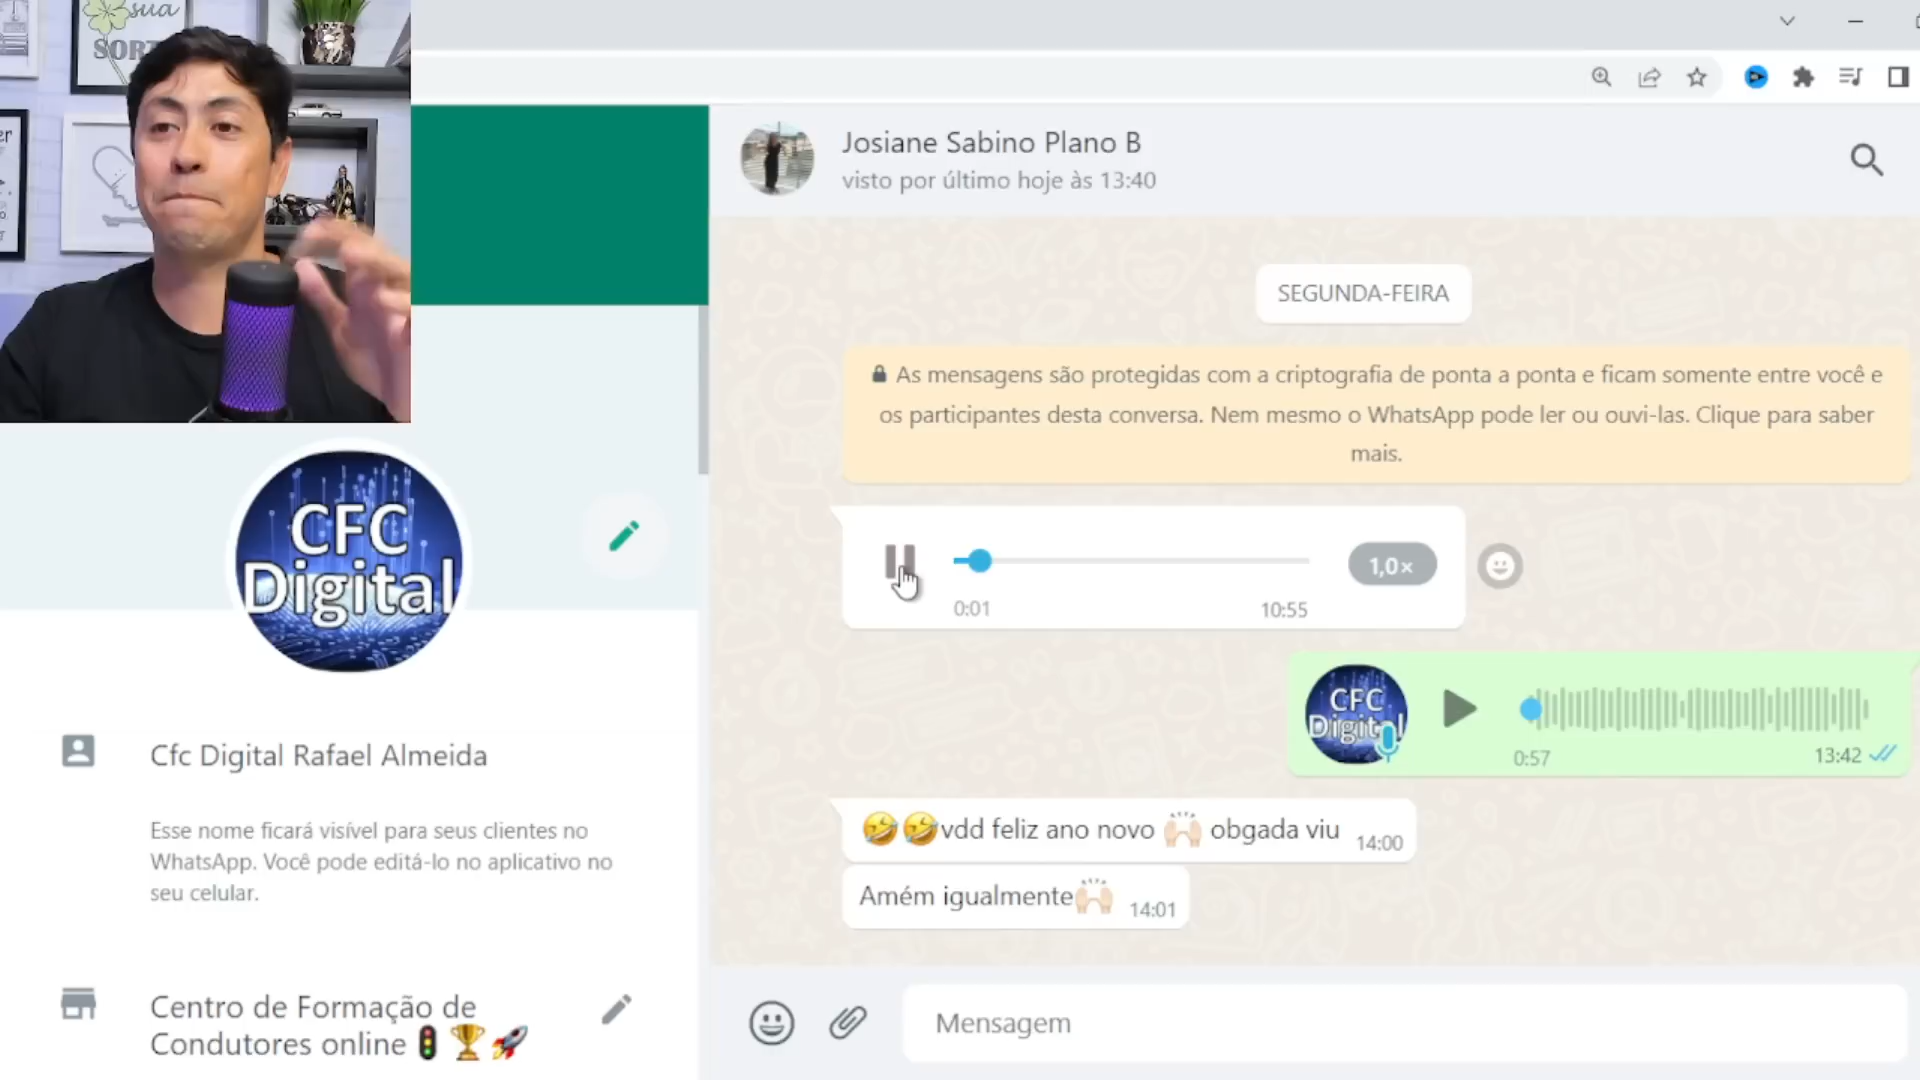 sua
SORT
er
CFC
Digital
Cfc Digital Rafael Almeida
Esse nome ficará visível para seus clientes no
WhatsApp. Você pode editá-lo no aplicativo no
seu celular.
Centro de Formação de
Condutores online 🚦🏆🚀
Josiane Sabino Plano B
visto por último hoje às 13:40
SEGUNDA-FEIRA
As mensagens são protegidas com a criptografia de ponta a ponta e ficam somente entre você e
os participantes desta conversa. Nem mesmo o WhatsApp pode ler ou ouvi-las. Clique para saber
mais.
1,0×
0:01 10:55
CFC
Digital
0:57 13:42
🤣🤣vdd feliz ano novo 🙌🏻 obgada viu 14:00
Amém igualmente🙌🏻 14:01
Mensagem